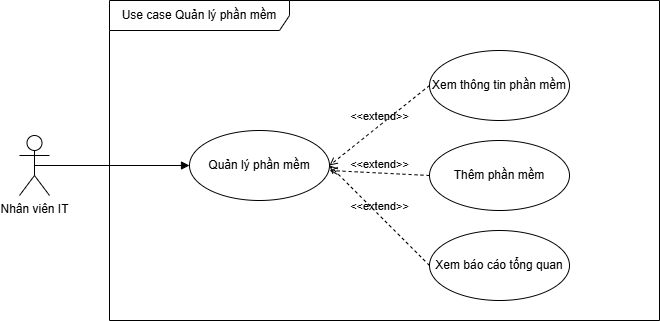 Use case Quản lý phần mềm
Xem thông tin phần mềm
<<extend>>
Quản lý phần mềm
<<extend>>
Thêm phần mềm
Nhân viên IT
<<extend>>
Xem báo cáo tổng quan